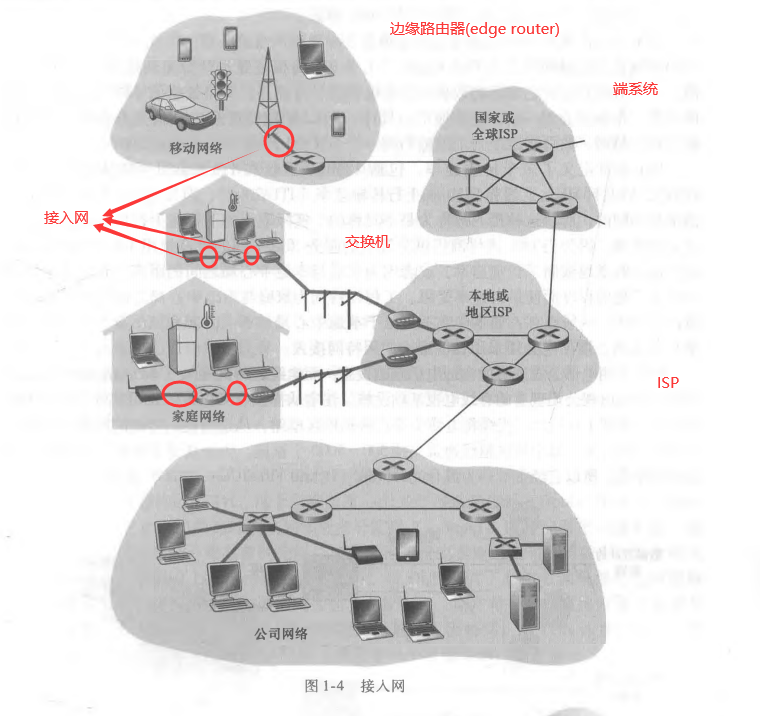 边缘路由器(edge router)
端系统
国家或
全球ISP
移动网络
接入网
交换机
本地或
地区ISP
ISP
家庭网络
公司网络
图 1-4 接入网